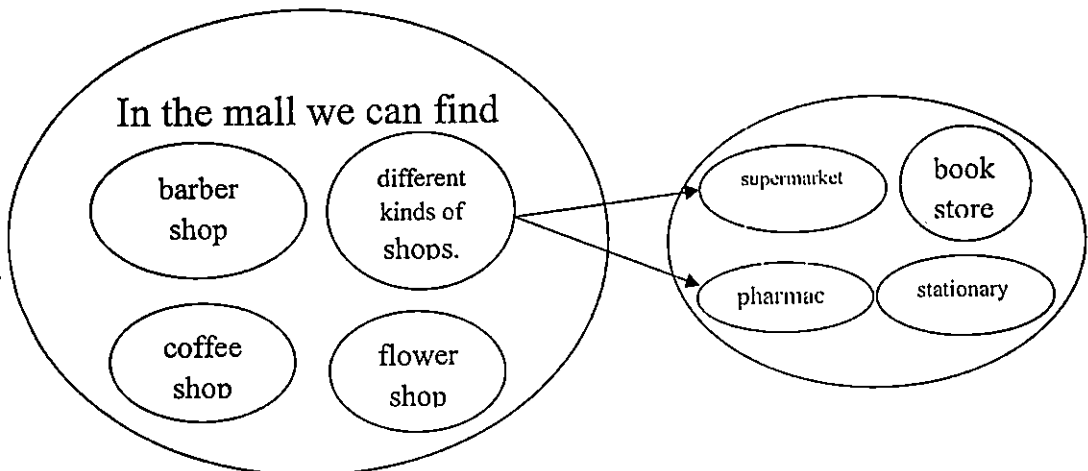 In the mall we can find
barber
shop
different
kinds of
shops.
coffee
shop
flower
shop
supermarket
book
store
pharmac
stationary